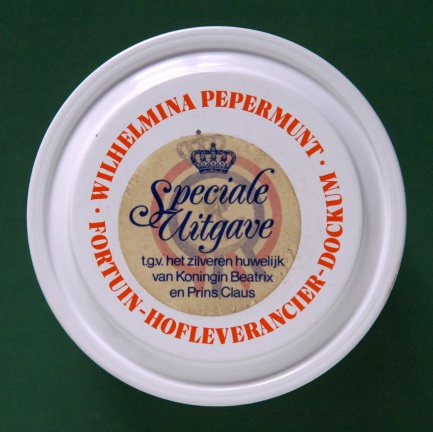 · WILHELMINA PEPERMUNT ·
FORTUIN-HOFLEVERANCIER-DOCKUM
®
Speciale
Uitgave
t.g.v. het zilveren huwelijk
van Koningin Beatrix
en Prins Claus